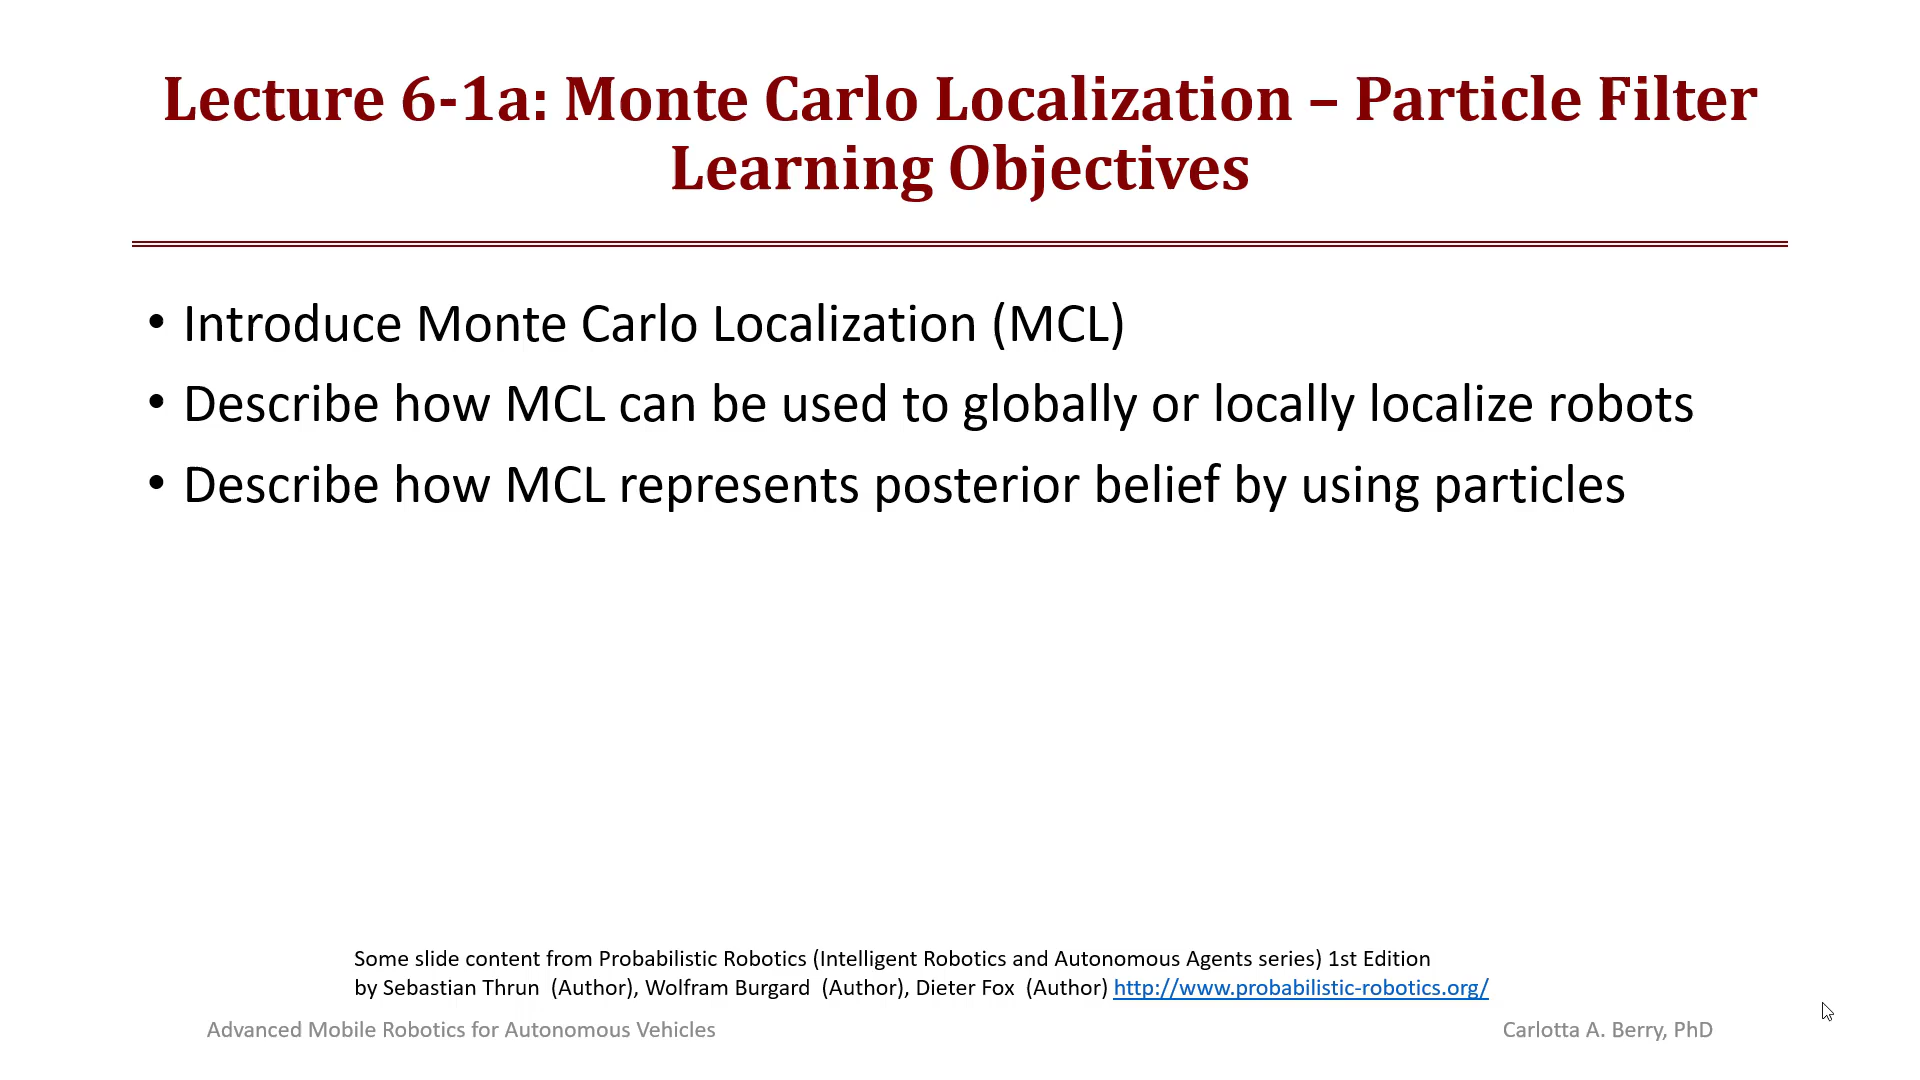 Lecture 6-1a: Monte Carlo Localization – Particle Filter
Learning Objectives
• Introduce Monte Carlo Localization (MCL)
• Describe how MCL can be used to globally or locally localize robots
• Describe how MCL represents posterior belief by using particles
Some slide content from Probabilistic Robotics (Intelligent Robotics and Autonomous Agents series) 1st Edition
by Sebastian Thrun (Author), Wolfram Burgard (Author), Dieter Fox (Author) http://www.probabilistic-robotics.org/
Advanced Mobile Robotics for Autonomous Vehicles
Carlotta A. Berry, PhD